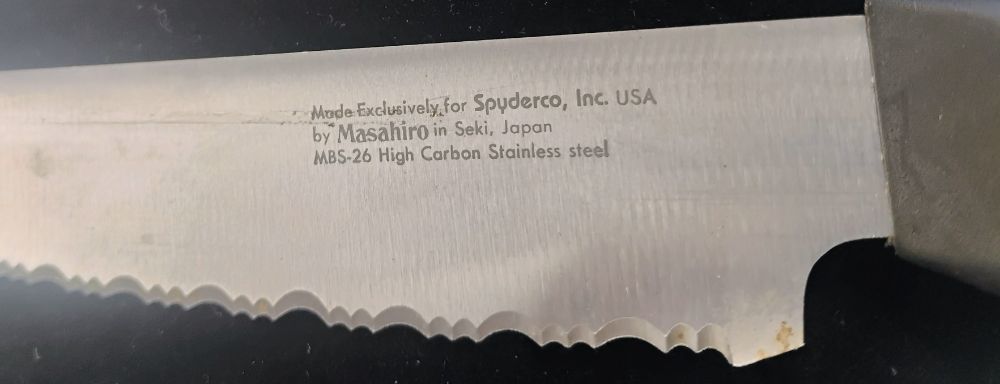 Made Exclusively for Spyderco, Inc. USA
by Masahiro in Seki, Japan
MBS-26 High Carbon Stainless steel